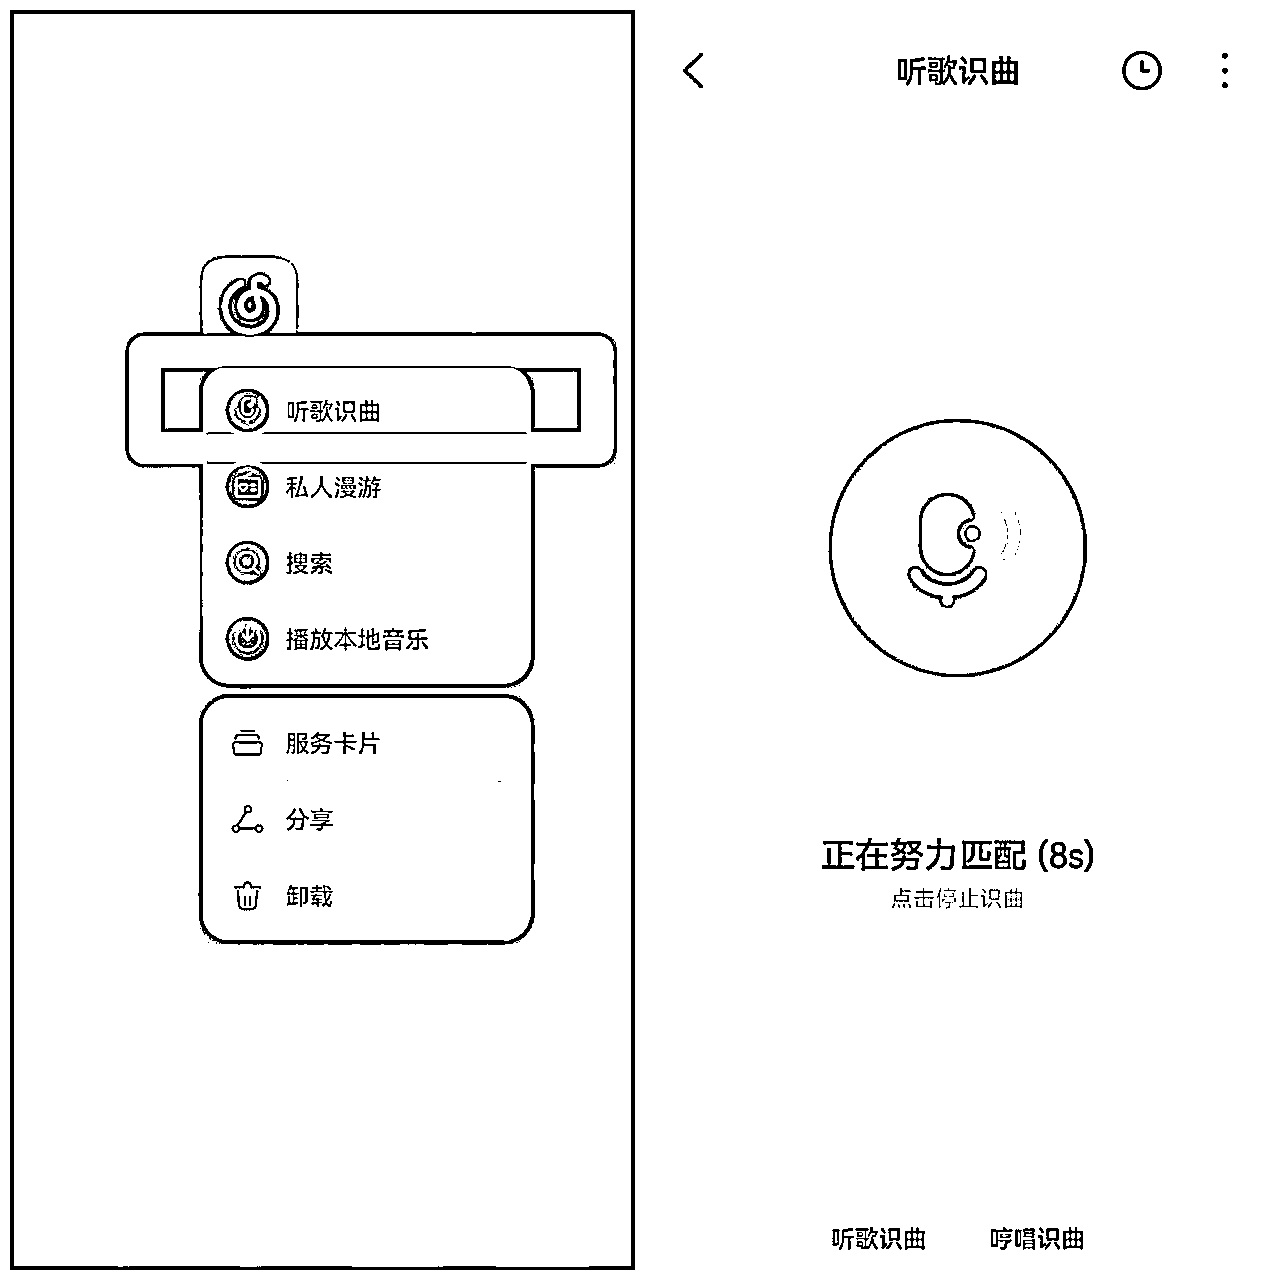 听歌识曲
私人漫游
搜索
播放本地音乐
服务卡片
分享
卸载
听歌识曲
正在努力匹配 (8s)
点击停止识曲
听歌识曲
哼唱识曲